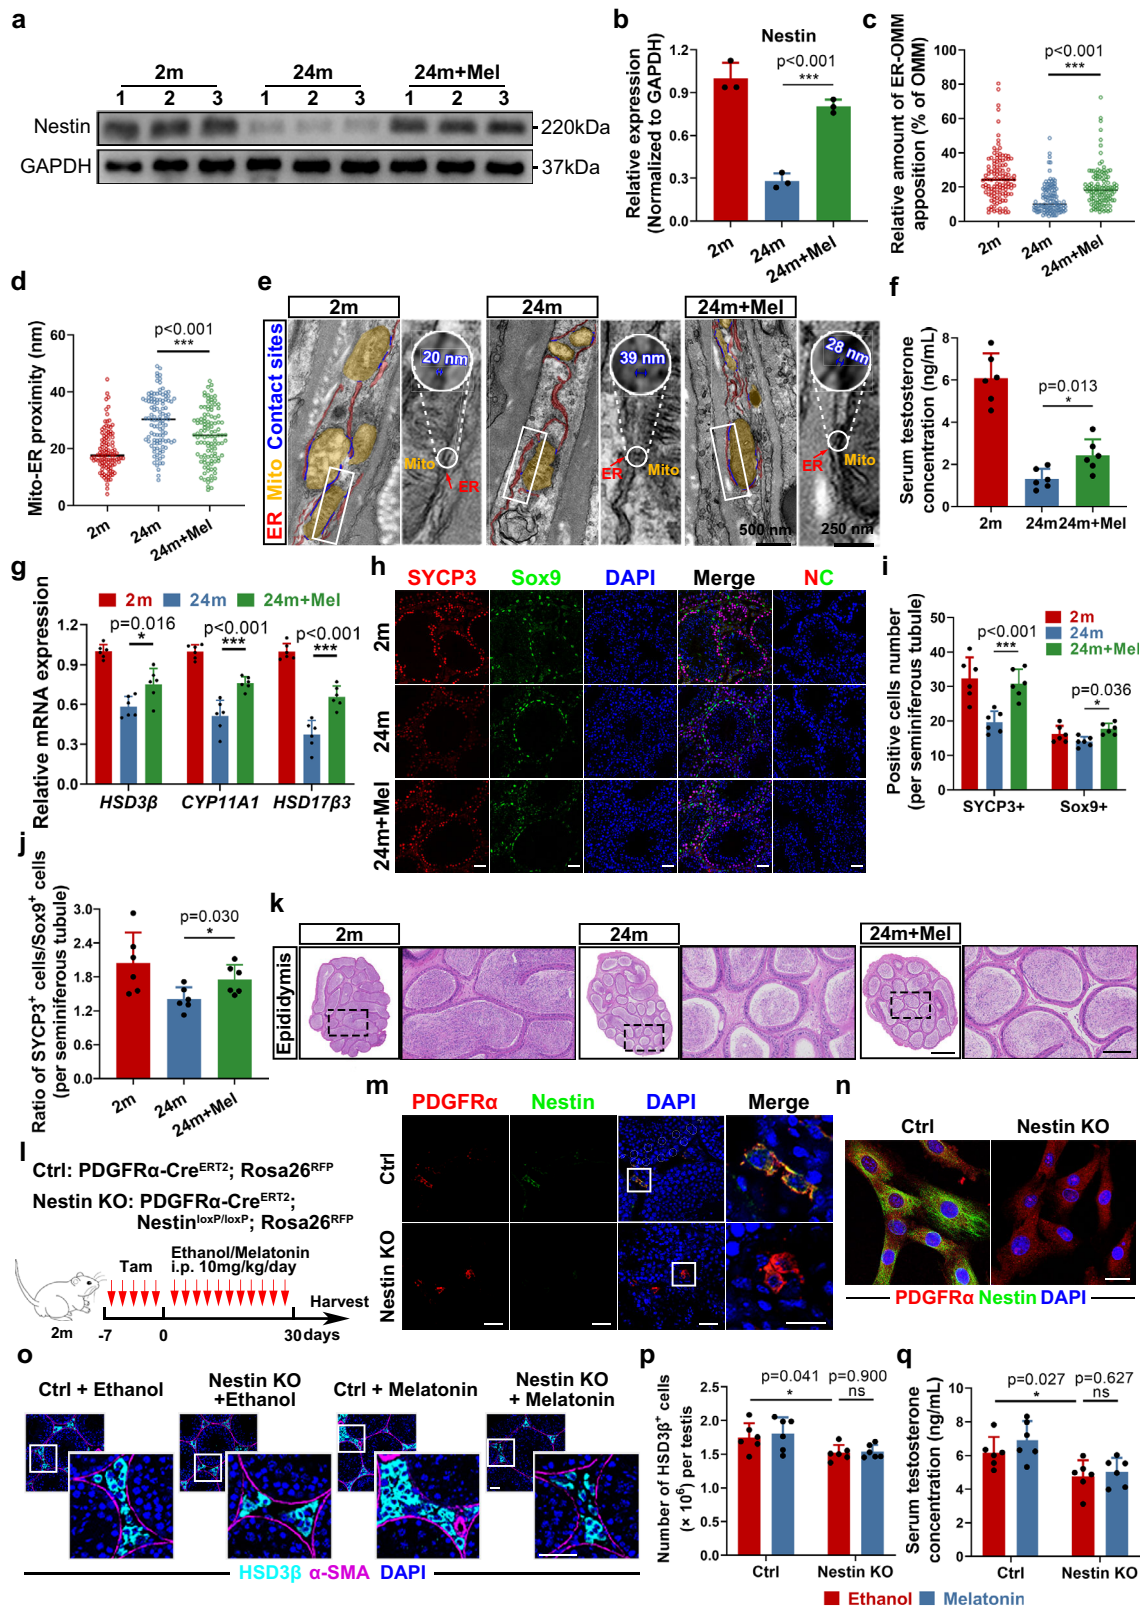 a
2m 24m 24m+Mel
1 2 3 1 2 3 1 2 3
Nestin 220kDa
GAPDH 37kDa
b
Nestin
Relative expression
(Normalized to GAPDH)
1.2
0.9
0.6
0.3
0.0
p<0.001
***
2m 24m 24m+Mel
c
Relative amount of ER-OMM
apposition (% of OMM)
100
80
60
40
20
0
p<0.001
***
2m 24m 24m+Mel
d
Mito-ER proximity (nm)
60
40
20
0
p<0.001
***
2m 24m 24m+Mel
e
ER Mito Contact sites
2m 24m 24m+Mel
20 nm 39 nm 28 nm
Mito Mito Mito
ER ER ER
500 nm 250 nm
f
Serum testosterone
concentration (ng/mL)
8
6
4
2
0
p=0.013
*
2m 24m 24m+Mel
g
Relative mRNA expression
2m 24m 24m+Mel
1.2
0.9
0.6
0.3
0.0
p=0.016 p<0.001 p<0.001
* *** ***
HSD3β CYP11A1 HSD17β3
h
SYCP3 Sox9 DAPI Merge NC
2m
24m
24m+Mel
i
Positive cells number
(per seminiferous tubule)
2m
24m
24m+Mel
50
40
30
20
10
0
p<0.001
***
p=0.036
*
SYCP3+ Sox9+
j
Ratio of SYCP3+ cells/Sox9+ cells
(per seminiferous tubule)
3.0
2.4
1.8
1.2
0.6
0.0
p=0.030
*
2m 24m 24m+Mel
k
Epididymis
2m 24m 24m+Mel
l
Ctrl: PDGFRα-CreERT2; Rosa26RFP
Nestin KO: PDGFRα-CreERT2;
NestinloxP/loxP; Rosa26RFP
Ethanol/Melatonin
Tam i.p. 10mg/kg/day
Harvest
2m -7 0 30 days
m
PDGFRα Nestin DAPI Merge
Ctrl
Nestin KO
n
Ctrl Nestin KO
PDGFRα Nestin DAPI
o
Ctrl + Ethanol Nestin KO +Ethanol Ctrl + Melatonin Nestin KO + Melatonin
HSD3β α-SMA DAPI
p
Number of HSD3β+ cells
(× 10⁶) per testis
2.5
2.0
1.5
1.0
0.5
0.0
p=0.041 p=0.900
* ns
Ctrl Nestin KO
q
Serum testosterone
concentration (ng/mL)
10
8
6
4
2
0
p=0.027 p=0.627
* ns
Ctrl Nestin KO
Ethanol Melatonin